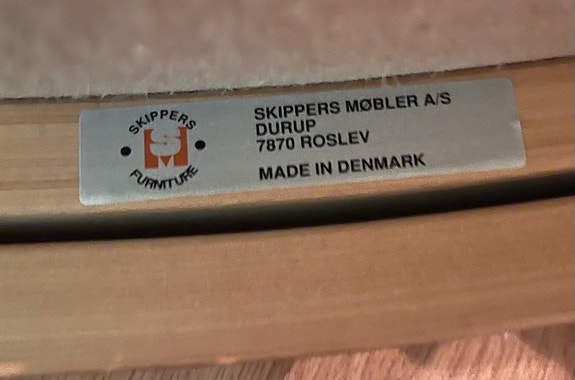 SKIPPERS
S
FURNITURE
SKIPPERS MØBLER A/S
DURUP
7870 ROSLEV
MADE IN DENMARK